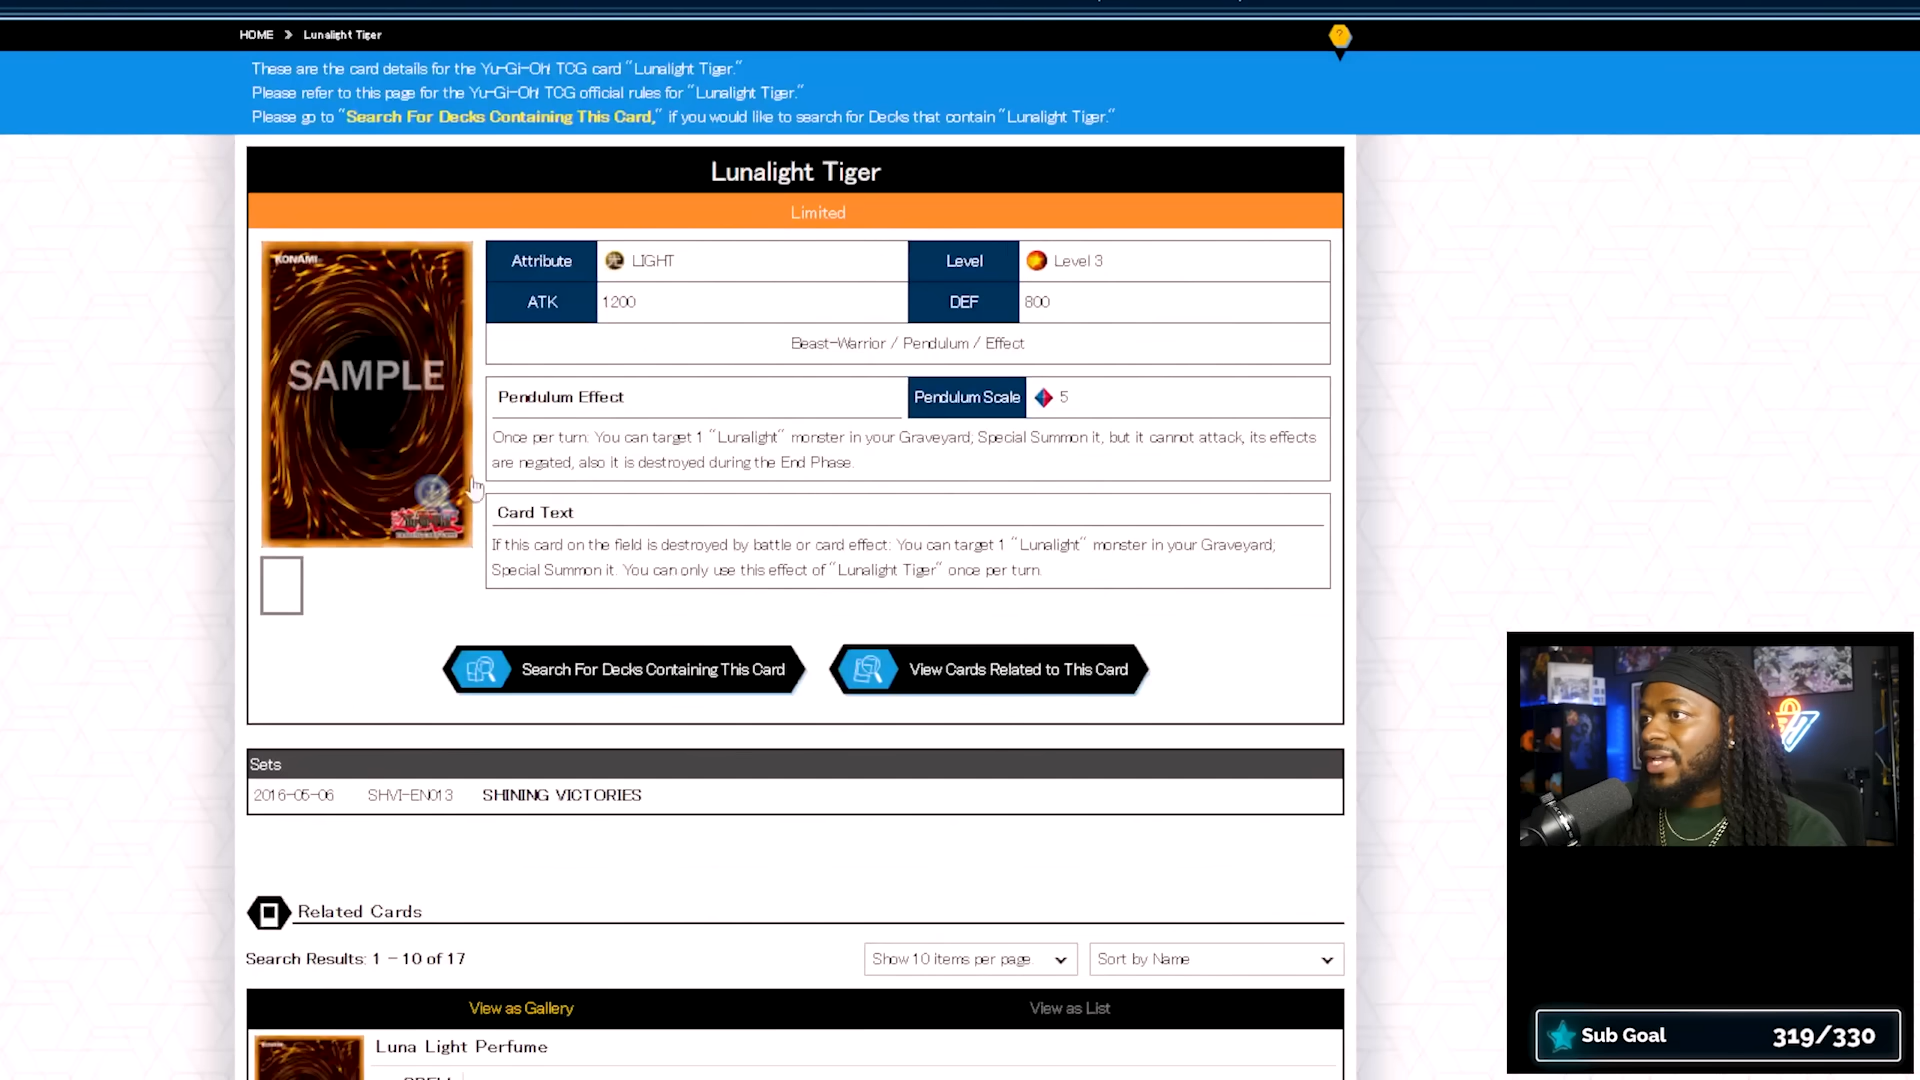 HOME » Lunalight Tiger
?
These are the card details for the Yu-Gi-Oh! TCG card "Lunalight Tiger."
Please refer to this page for the Yu-Gi-Oh! TCG official rules for "Lunalight Tiger."
Please go to "Search For Decks Containing This Card," if you would like to search for Decks that contain "Lunalight Tiger."
Lunalight Tiger
Limited
KONAMI
SAMPLE
Attribute 光 LIGHT Level Level 3
ATK 1200 DEF 800
Beast-Warrior / Pendulum / Effect
Pendulum Effect Pendulum Scale 5
Once per turn: You can target 1 "Lunalight" monster in your Graveyard, Special Summon it, but it cannot attack, its effects
are negated, also it is destroyed during the End Phase.
Card Text
If this card on the field is destroyed by battle or card effect: You can target 1 "Lunalight" monster in your Graveyard;
Special Summon it. You can only use this effect of "Lunalight Tiger" once per turn.
Search For Decks Containing This Card View Cards Related to This Card
Sets
2016-05-06 SHVI-EN013 SHINING VICTORIES
Related Cards
Search Results: 1 - 10 of 17 Show 10 items per page. Sort by Name
View as Gallery View as List
Luna Light Perfume
Sub Goal 319/330